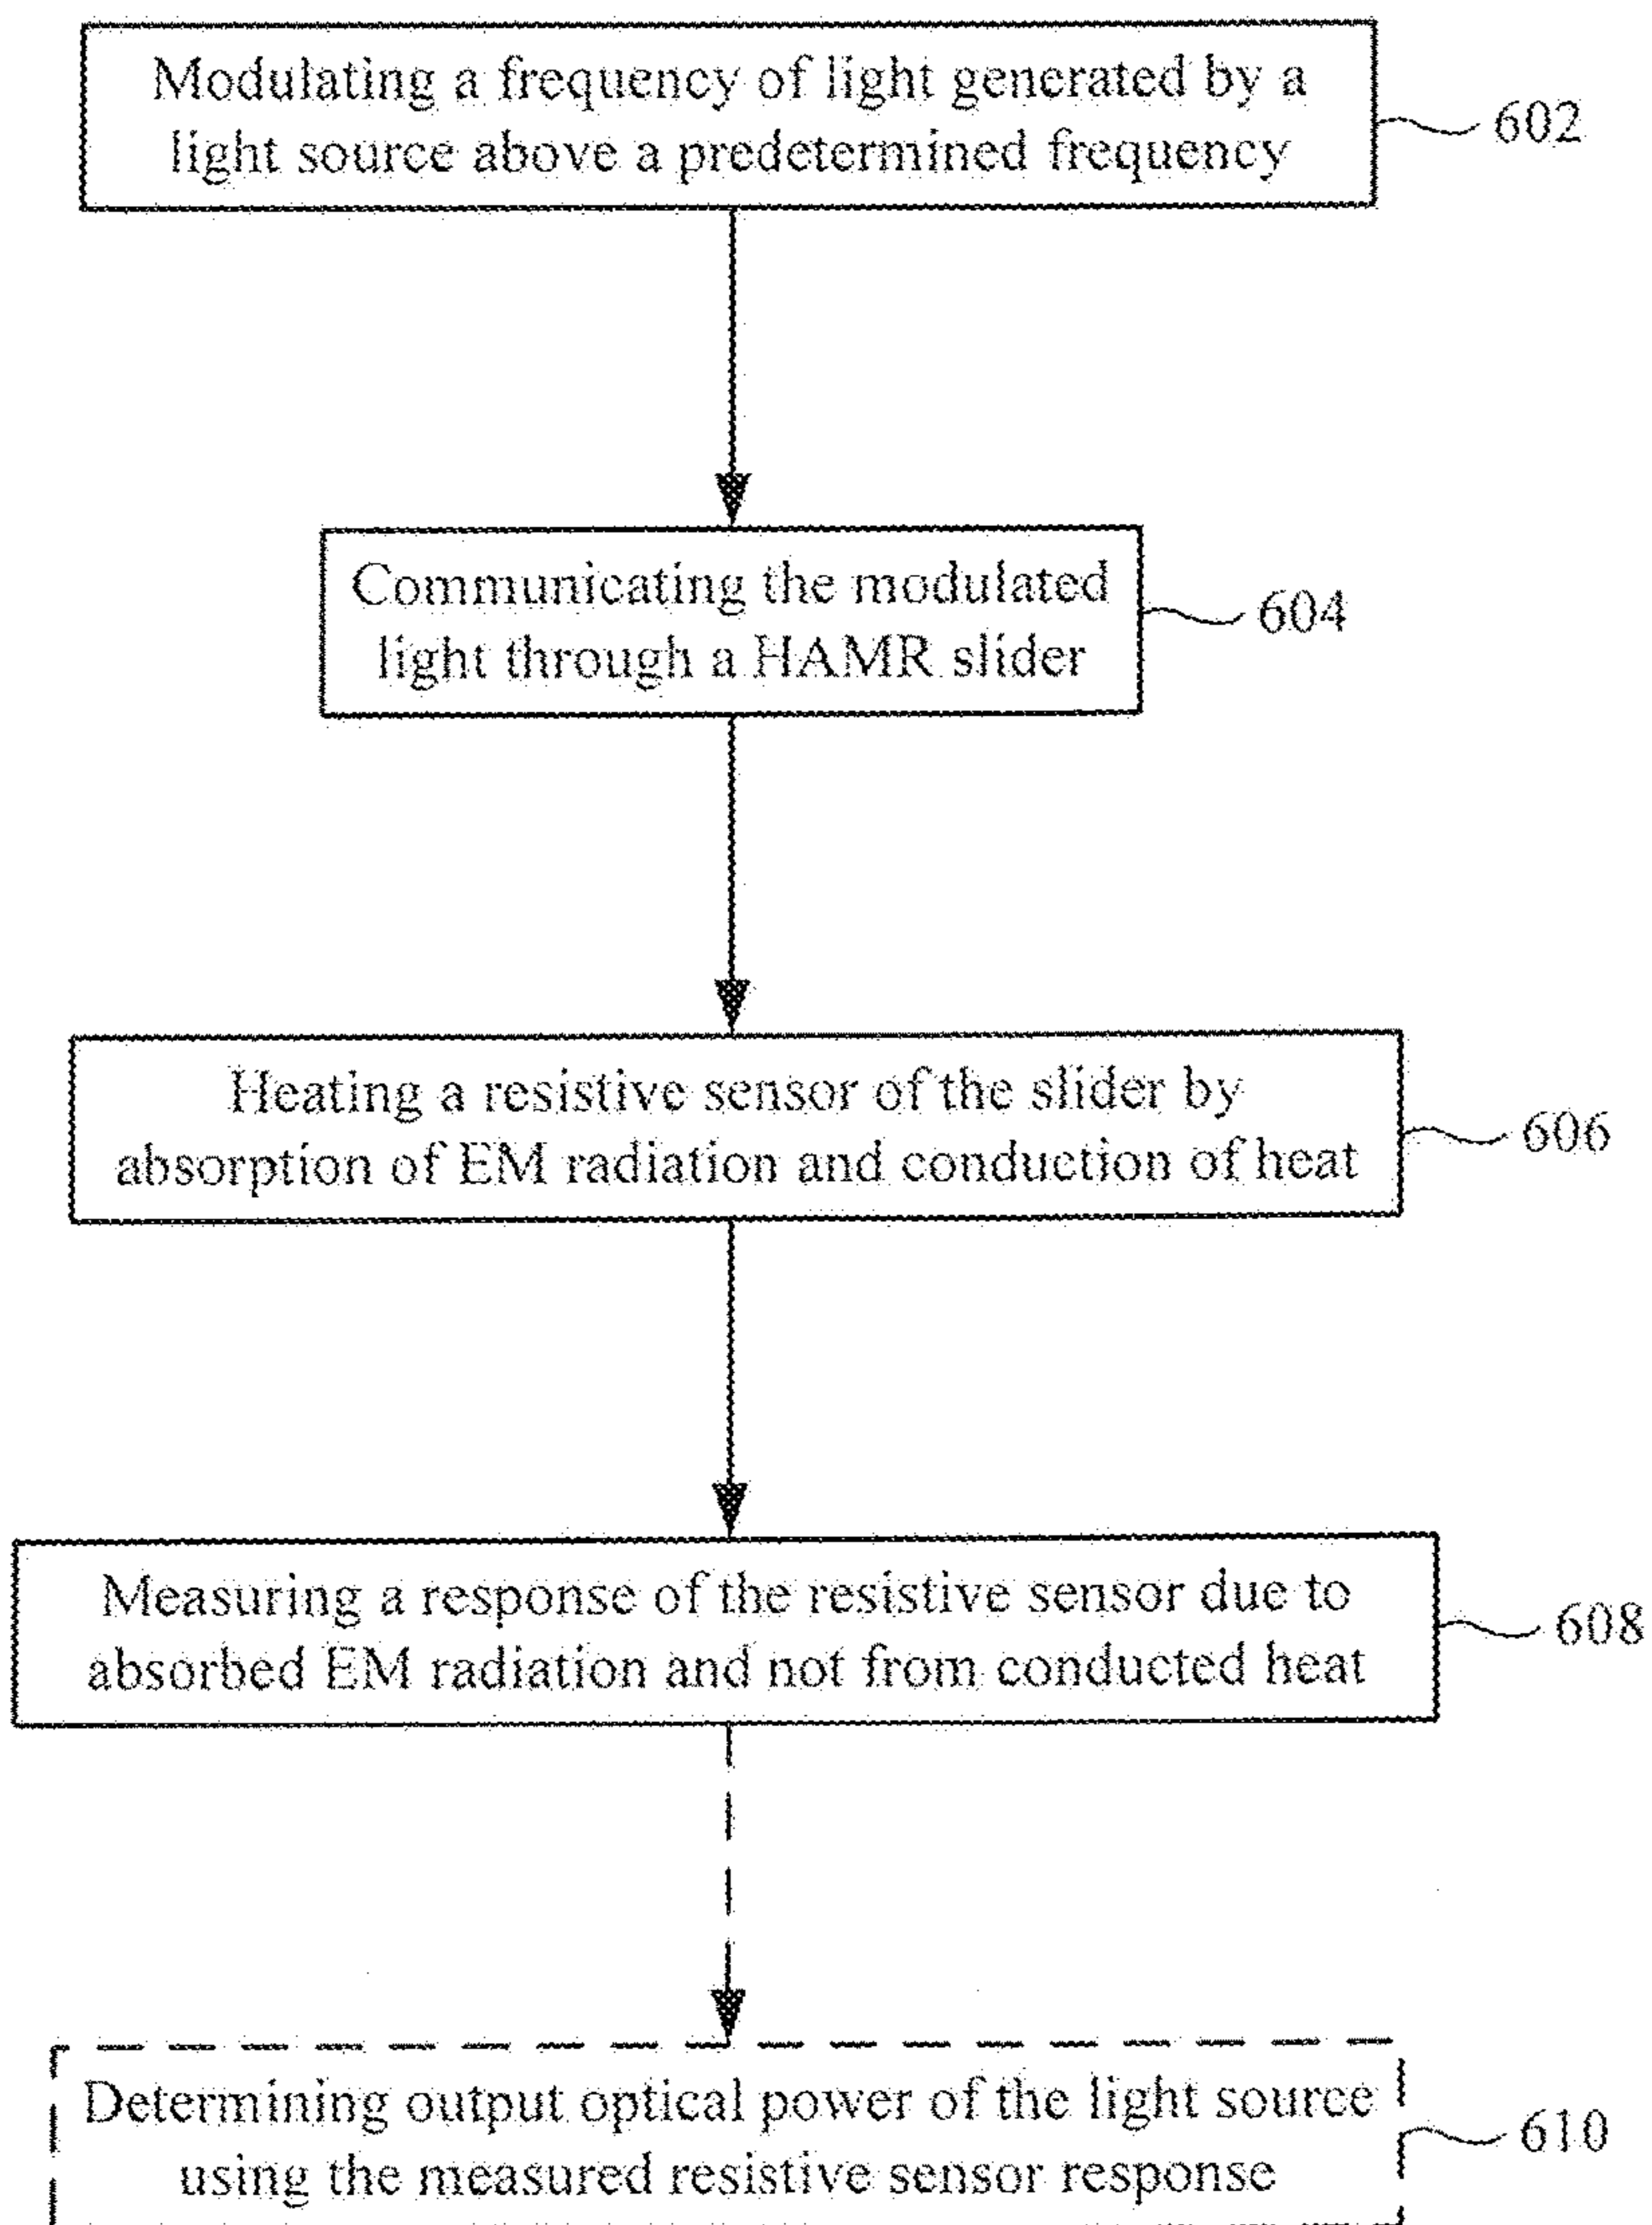 Modulating a frequency of light generated by a
light source above a predetermined frequency
602
Communicating the modulated
light through a HAMR slider
604
Heating a resistive sensor of the slider by
absorption of EM radiation and conduction of heat
606
Measuring a response of the resistive sensor due to
absorbed EM radiation and not from conducted heat
608
Determining output optical power of the light source
using the measured resistive sensor response
610